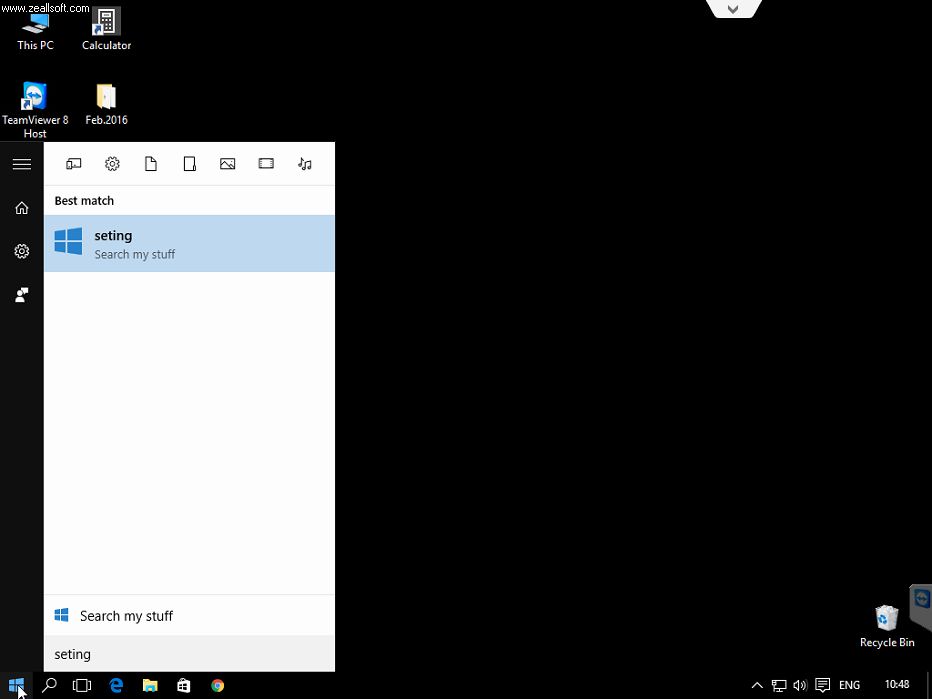 www.zeallsoft.com
This PC
Calculator
TeamViewer 8
Host
Feb.2016
Best match
seting
Search my stuff
Search my stuff
seting
Recycle Bin
ENG
10:48